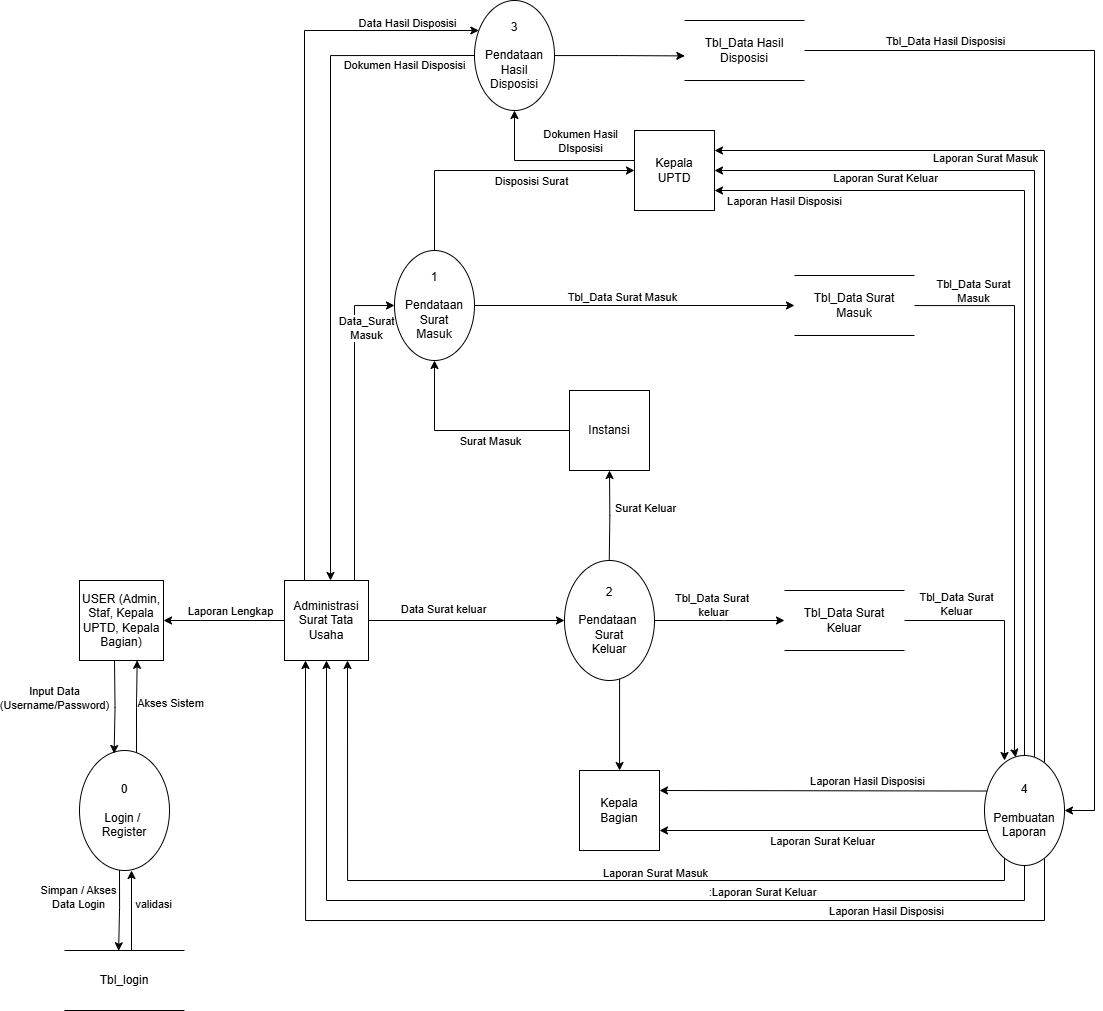 Data Hasil Disposisi
3
Pendataan
Hasil
Disposisi
Dokumen Hasil Disposisi
Tbl_Data Hasil
Disposisi
Tbl_Data Hasil Disposisi
Dokumen Hasil
DIsposisi
Kepala
UPTD
Laporan Surat Masuk
Laporan Surat Keluar
Laporan Hasil Disposisi
Disposisi Surat
1
Pendataan
Surat
Masuk
Data_Surat
Masuk
Tbl_Data Surat Masuk
Tbl_Data Surat
Masuk
Tbl_Data Surat
Masuk
Instansi
Surat Masuk
Surat Keluar
USER (Admin,
Staf, Kepala
UPTD, Kepala
Bagian)
Laporan Lengkap
Administrasi
Surat Tata
Usaha
Data Surat keluar
2
Pendataan
Surat
Keluar
Tbl_Data Surat
keluar
Tbl_Data Surat
Keluar
Tbl_Data Surat
Keluar
Input Data
(Username/Password)
Akses Sistem
0
Login /
Register
Simpan / Akses
Data Login
validasi
Tbl_login
Kepala
Bagian
Laporan Hasil Disposisi
Laporan Surat Keluar
4
Pembuatan
Laporan
Laporan Surat Masuk
:Laporan Surat Keluar
Laporan Hasil Disposisi